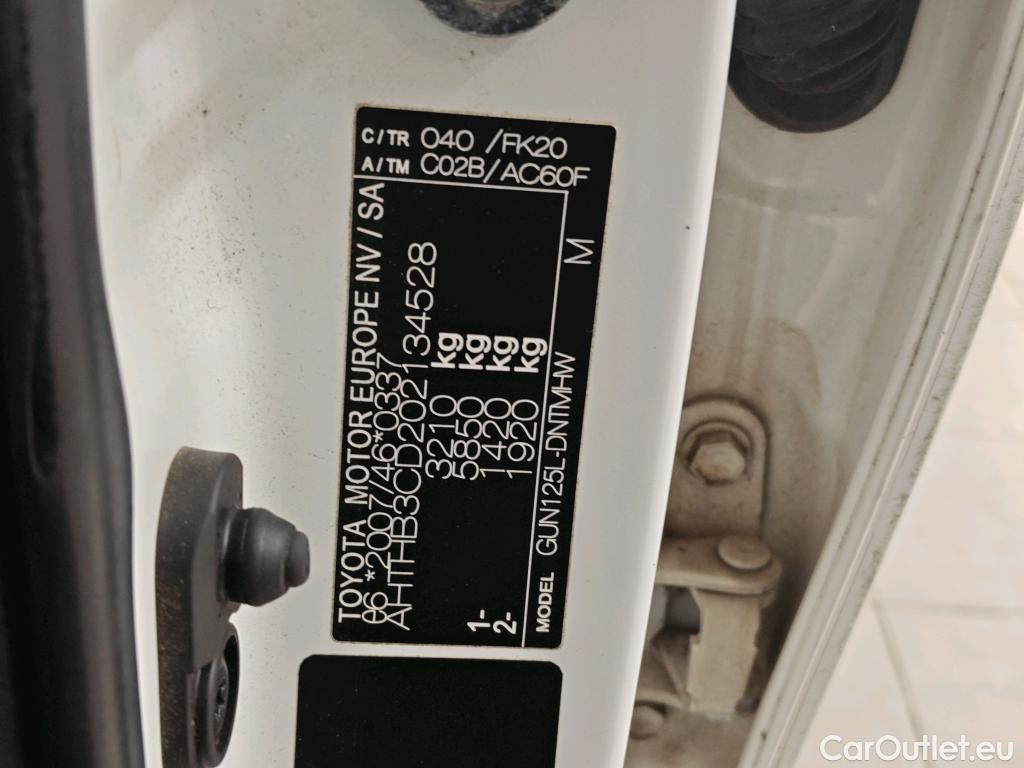 C/TR 040 /FK20
A/TM C02B/AC60F
TOYOTA MOTOR EUROPE NV/SA
e6 *2007/46*0337
AHTHB3CD202134528
3210 kg
5850 kg
1- 1420 kg
2- 1920 kg
MODEL GUN125L-DNTMHW M
CarOutlet.eu